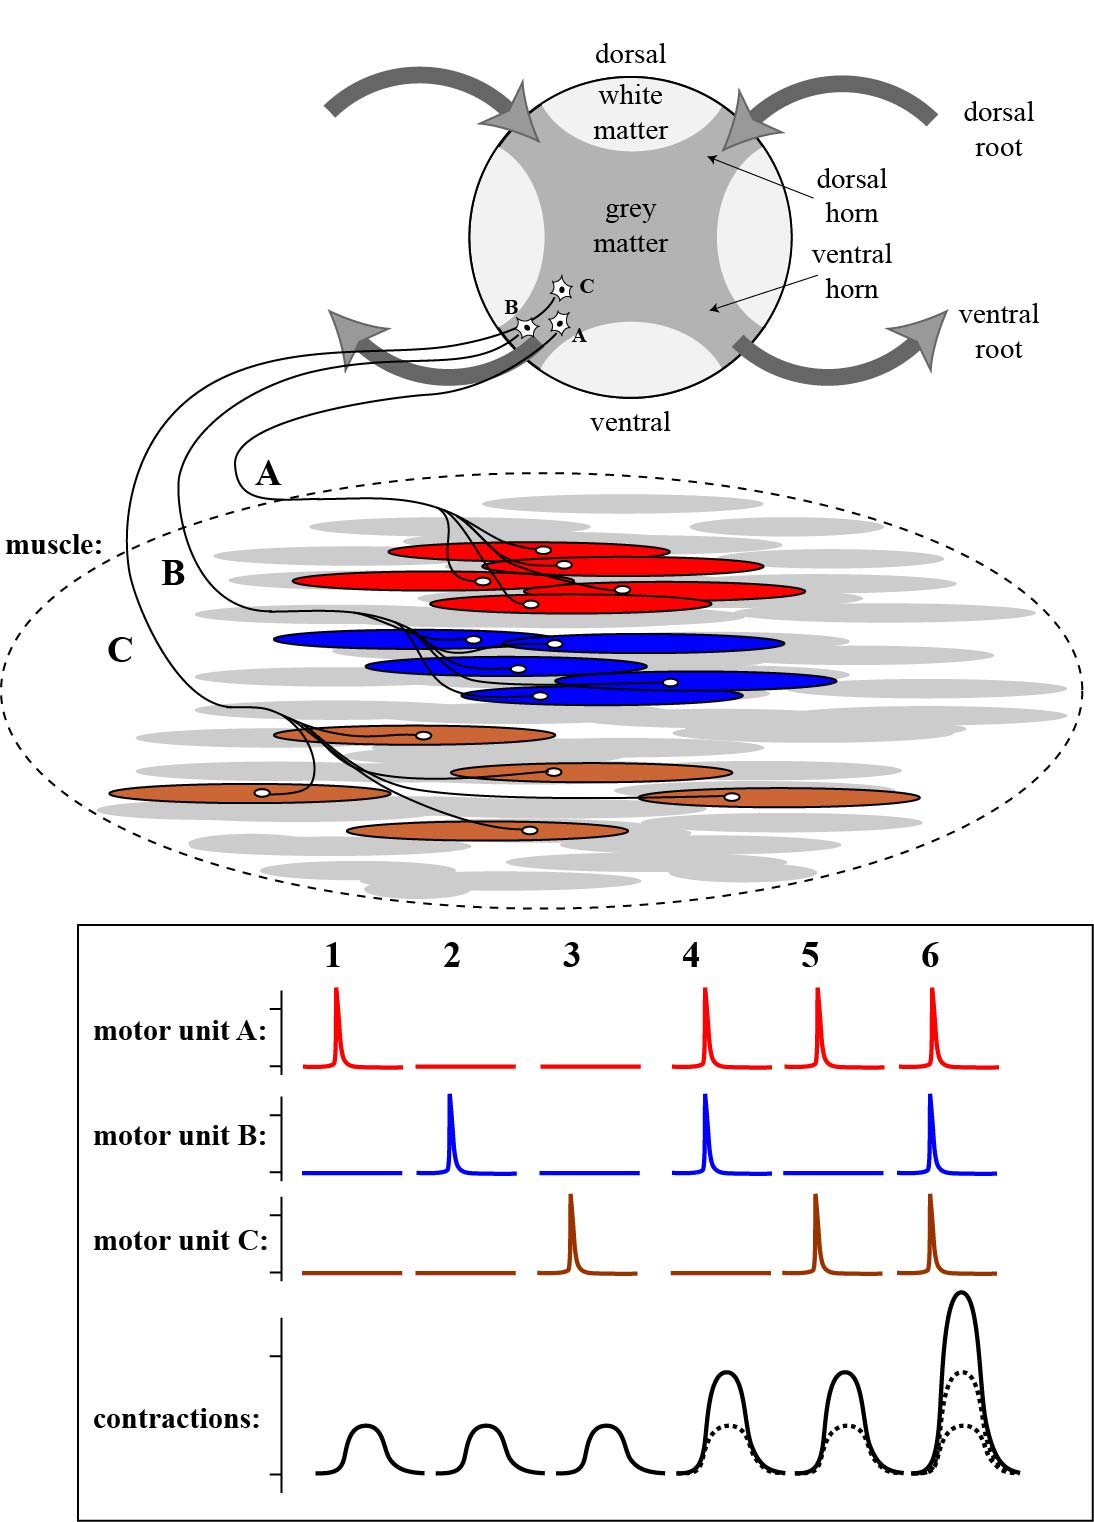 dorsal
white
matter
dorsal
root
dorsal
horn
grey
matter
ventral
horn
C
B
A
ventral
root
ventral
A
muscle:
B
C
1 2 3 4 5 6
motor unit A:
motor unit B:
motor unit C:
contractions: